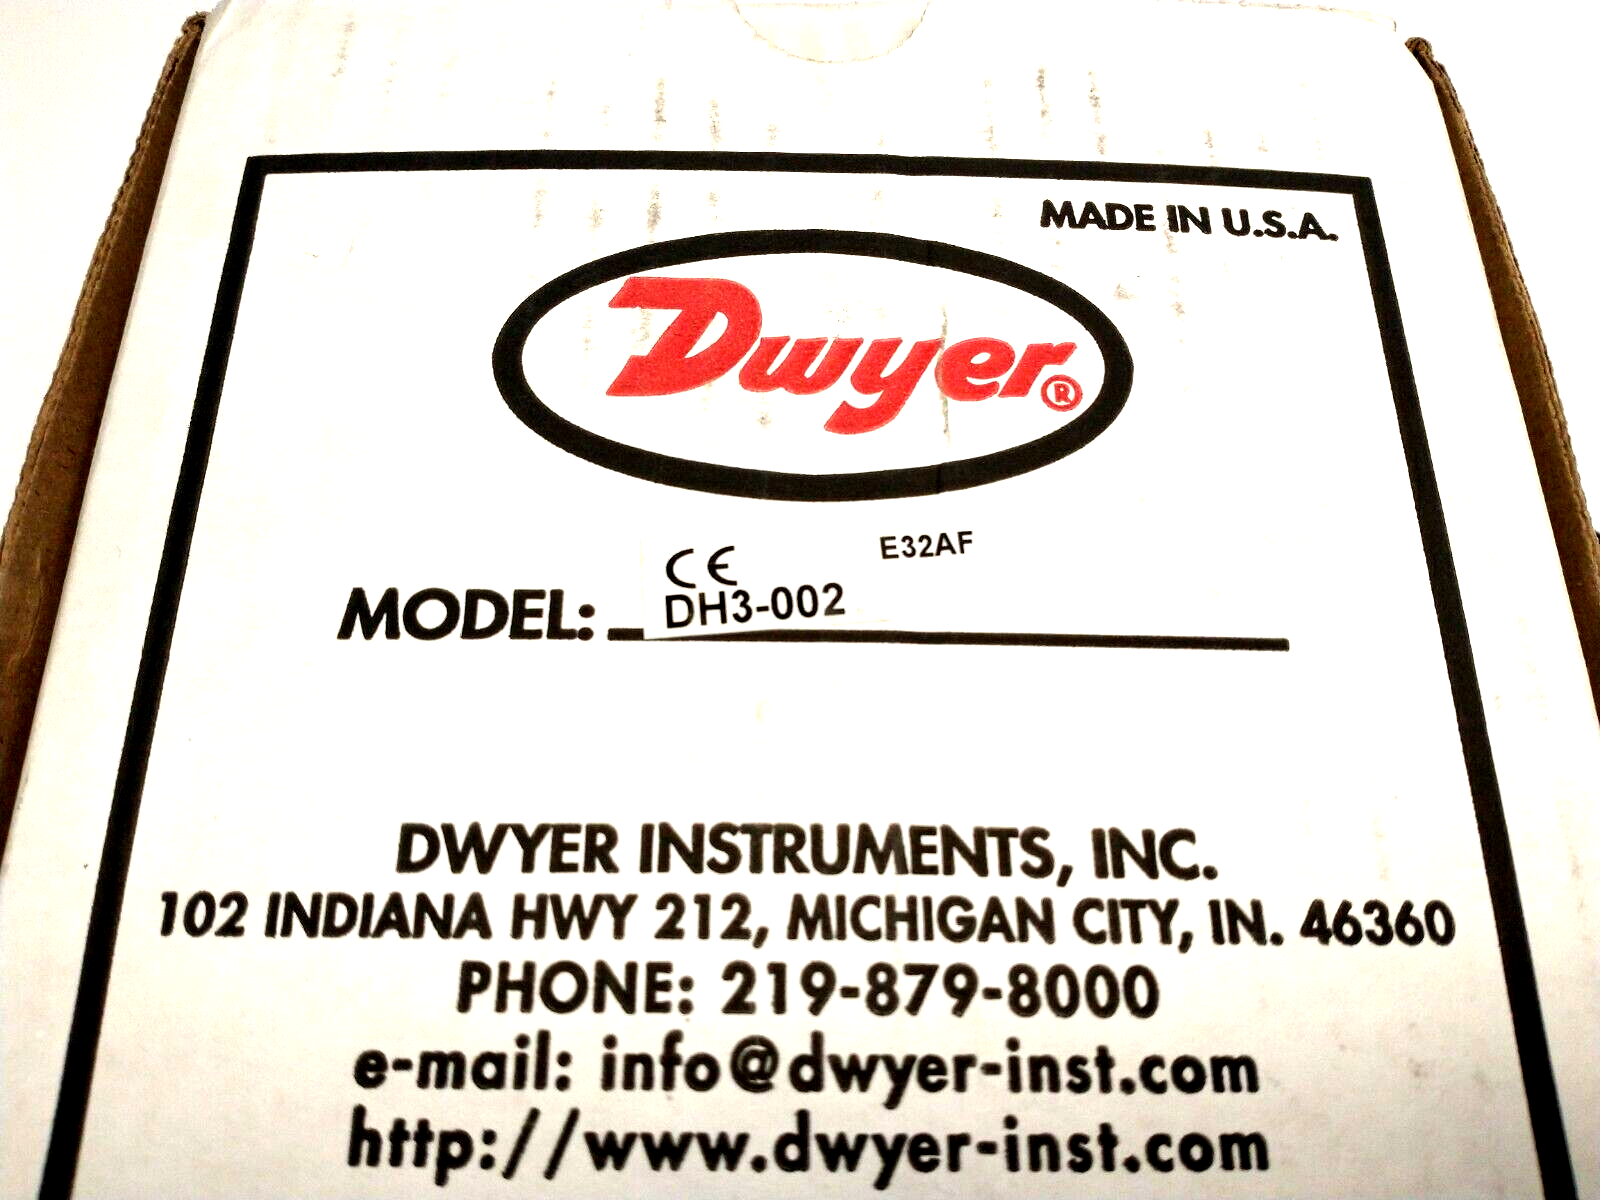 MADE IN U.S.A.
Dwyer®
CE E32AF
MODEL: DH3-002
DWYER INSTRUMENTS, INC.
102 INDIANA HWY 212, MICHIGAN CITY, IN. 46360
PHONE: 219-879-8000
e-mail: info@dwyer-inst.com
http://www.dwyer-inst.com